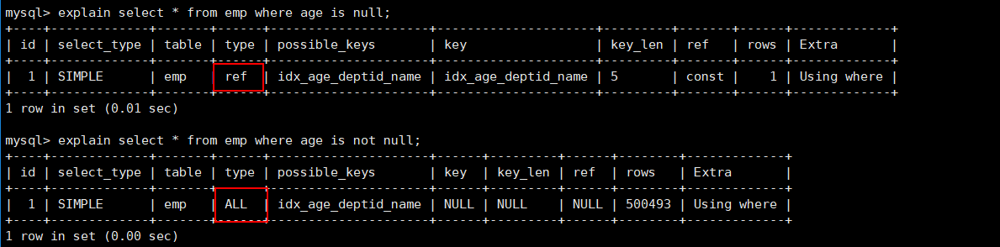 mysql> explain select * from emp where age is null;
+----+-------------+-------+------+----------------------+----------------------+---------+-------+------+-------------+
| id | select_type | table | type | possible_keys        | key                  | key_len | ref   | rows | Extra       |
+----+-------------+-------+------+----------------------+----------------------+---------+-------+------+-------------+
|  1 | SIMPLE      | emp   | ref  | idx_age_deptid_name | idx_age_deptid_name | 5       | const |    1 | Using where |
+----+-------------+-------+------+----------------------+----------------------+---------+-------+------+-------------+
1 row in set (0.01 sec)
mysql> explain select * from emp where age is not null;
+----+-------------+-------+------+----------------------+------+---------+------+--------+-------------+
| id | select_type | table | type | possible_keys        | key  | key_len | ref  | rows   | Extra       |
+----+-------------+-------+------+----------------------+------+---------+------+--------+-------------+
|  1 | SIMPLE      | emp   | ALL  | idx_age_deptid_name | NULL | NULL    | NULL | 500493 | Using where |
+----+-------------+-------+------+----------------------+------+---------+------+--------+-------------+
1 row in set (0.00 sec)